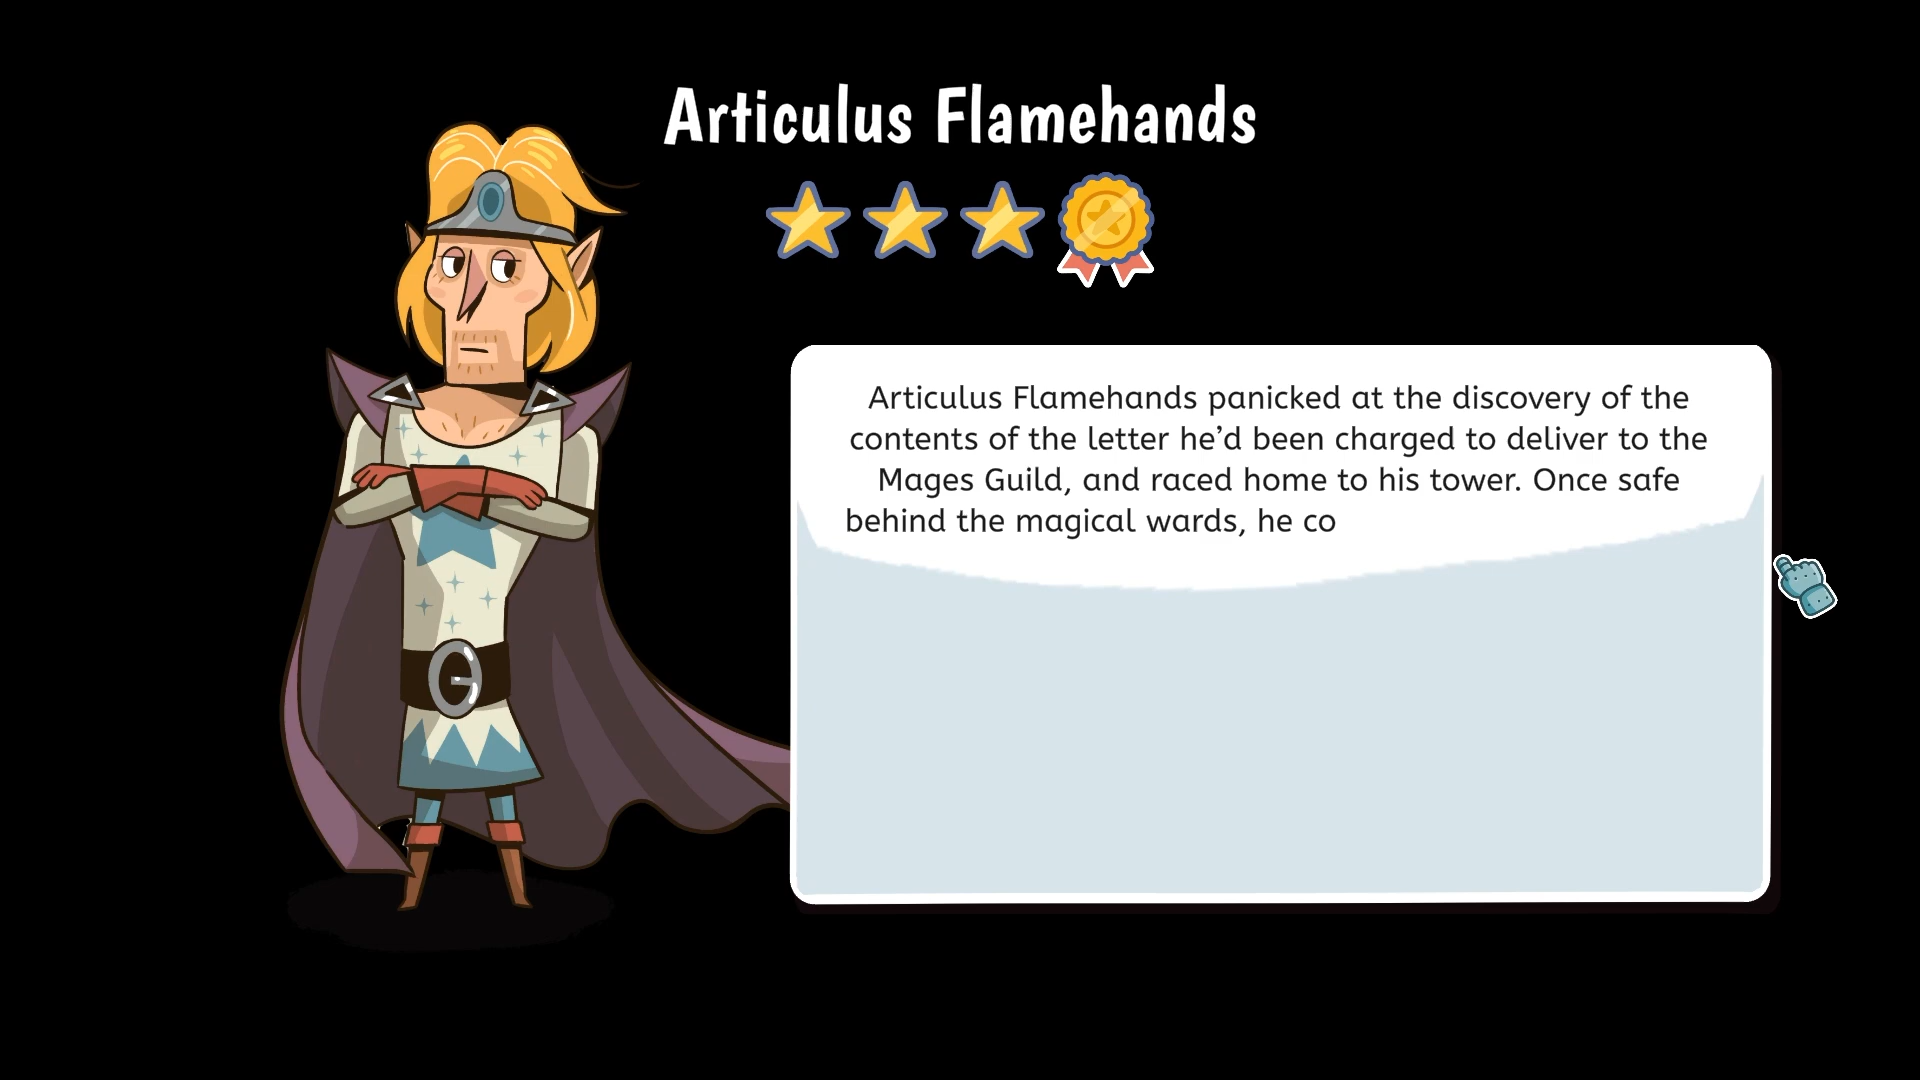 Articulus Flamehands
Articulus Flamehands panicked at the discovery of the
contents of the letter he’d been charged to deliver to the
Mages Guild, and raced home to his tower. Once safe
behind the magical wards, he co